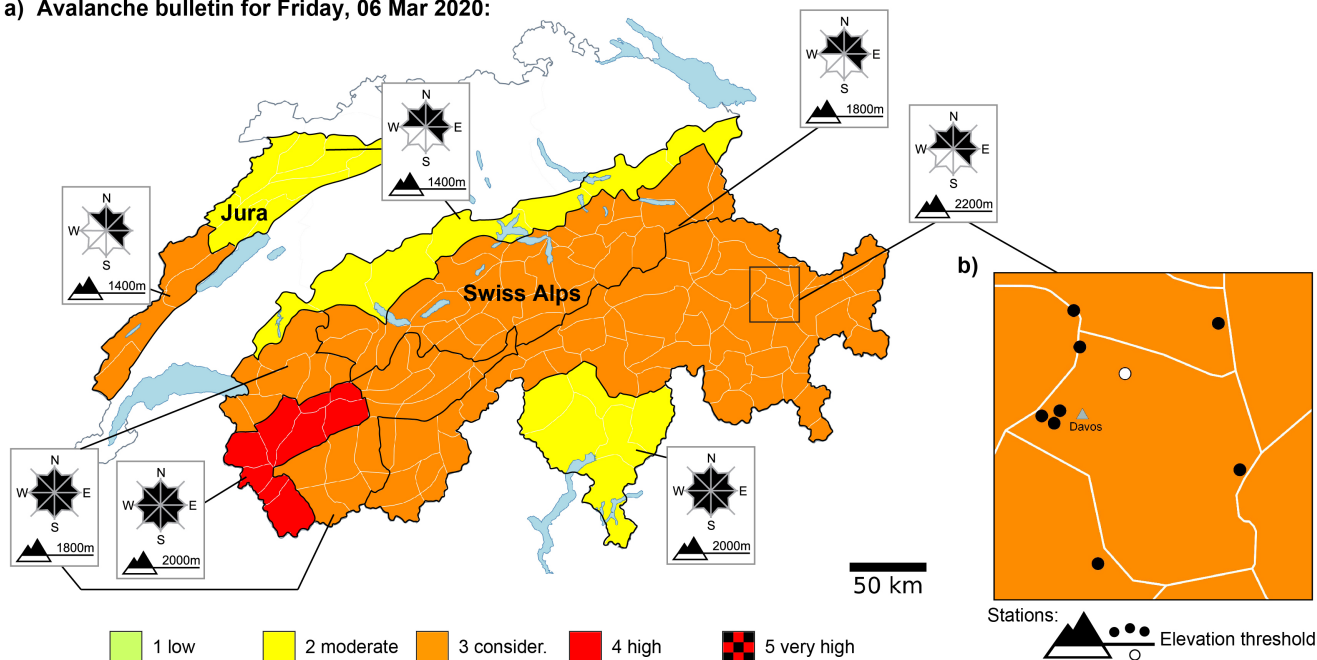 a) Avalanche bulletin for Friday, 06 Mar 2020:
N
W E
S
1800m
N
W E
S
1400m
N
W E
S
2200m
N
W E
S
1400m
Jura
Swiss Alps
b)
Davos
N
W E
S
1800m
N
W E
S
2000m
N
W E
S
2000m
50 km
Stations:
Elevation threshold
1 low
2 moderate
3 consider.
4 high
5 very high